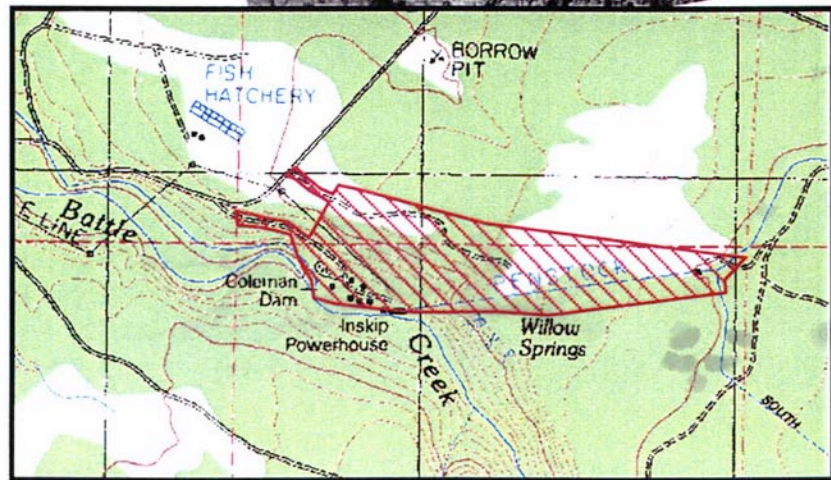 BORROW
PIT
FISH
HATCHERY
Battle
E LINE
PENSTOCK
Coleman
Dam
Inskip
Powerhouse
Creek
Willow
Springs
SOUTH